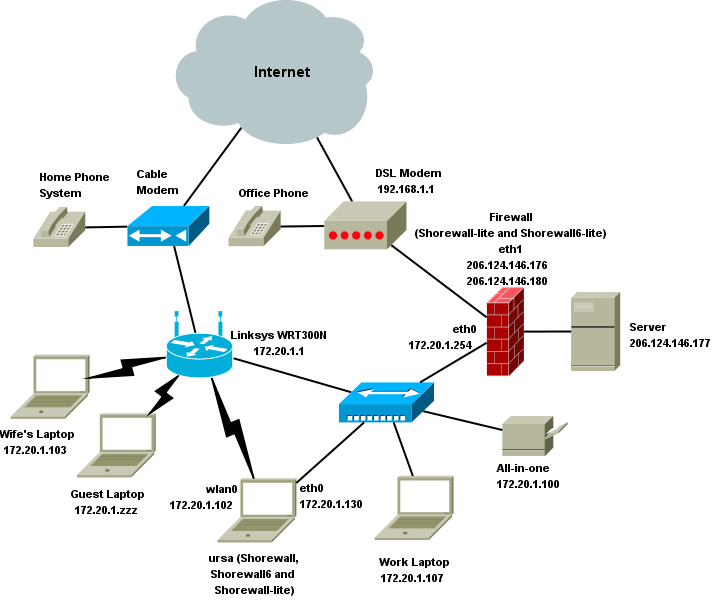 Internet
Home Phone
System
Cable
Modem
Office Phone
DSL Modem
192.168.1.1
Firewall
(Shorewall-lite and Shorewall6-lite)
eth1
206.124.146.176
206.124.146.180
Linksys WRT300N
172.20.1.1
eth0
172.20.1.254
Server
206.124.146.177
Wife's Laptop
172.20.1.103
Guest Laptop
172.20.1.zzz
wlan0
172.20.1.102
eth0
172.20.1.130
All-in-one
172.20.1.100
ursa (Shorewall,
Shorewall6 and
Shorewall-lite)
Work Laptop
172.20.1.107